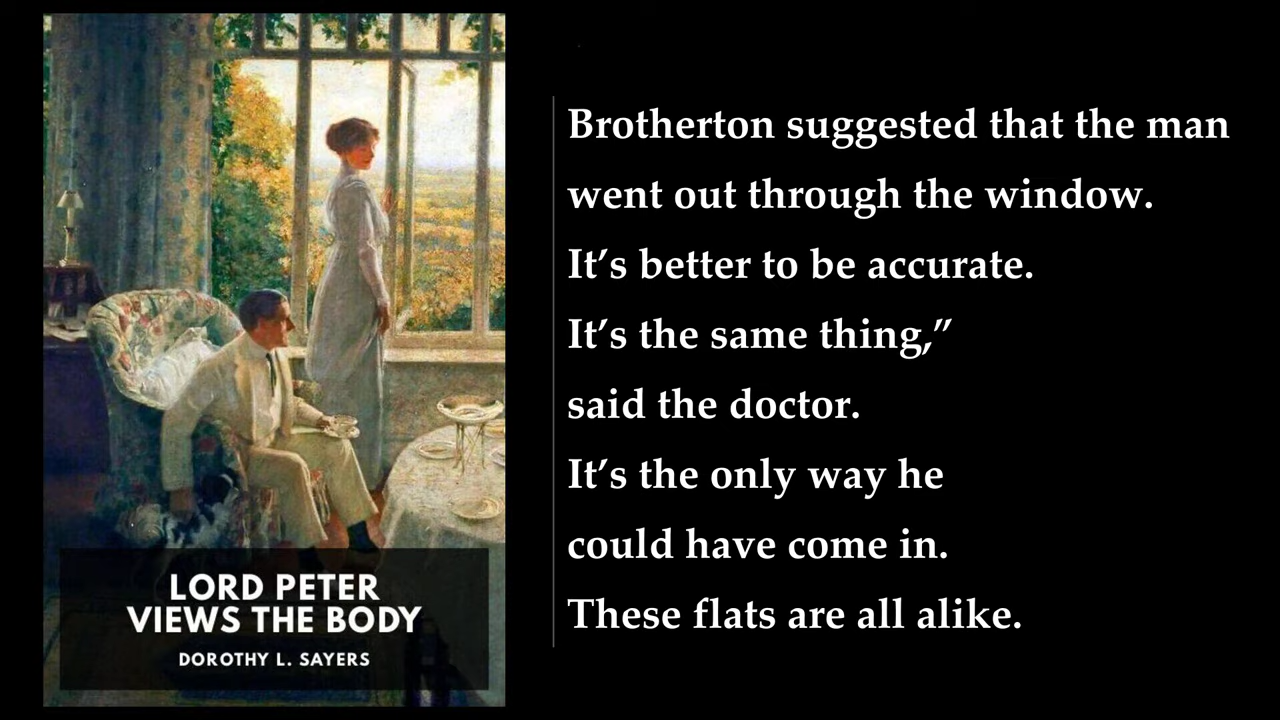 Brotherton suggested that the man
went out through the window.
It’s better to be accurate.
It’s the same thing,”
said the doctor.
It’s the only way he
could have come in.
These flats are all alike.
LORD PETER
VIEWS THE BODY
DOROTHY L. SAYERS